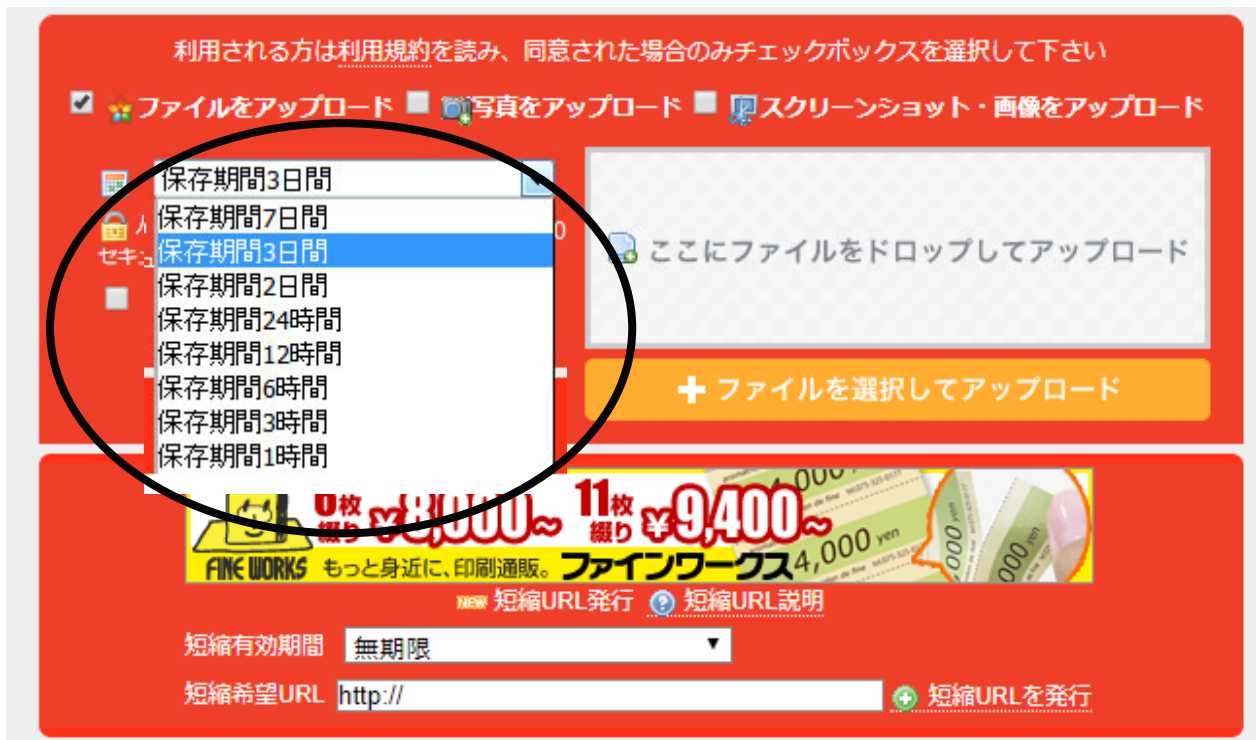 利用される方は利用規約を読み、同意された場合のみチェックボックスを選択して下さい
ファイルをアップロード 写真をアップロード スクリーンショット・画像をアップロード
保存期間3日間
保存期間7日間
保存期間3日間
保存期間2日間
保存期間24時間
保存期間12時間
保存期間6時間
保存期間3時間
保存期間1時間
セキュ
ここにファイルをドロップしてアップロード
ファイルを選択してアップロード
6枚綴り ¥8,000~ 11枚綴り ¥9,400~
FINE WORKS もっと身近に、印刷通販。ファインワークス
4,000 yen
NEW 短縮URL発行 ? 短縮URL説明
短縮有効期間 無期限
短縮希望URL http:// 短縮URLを発行